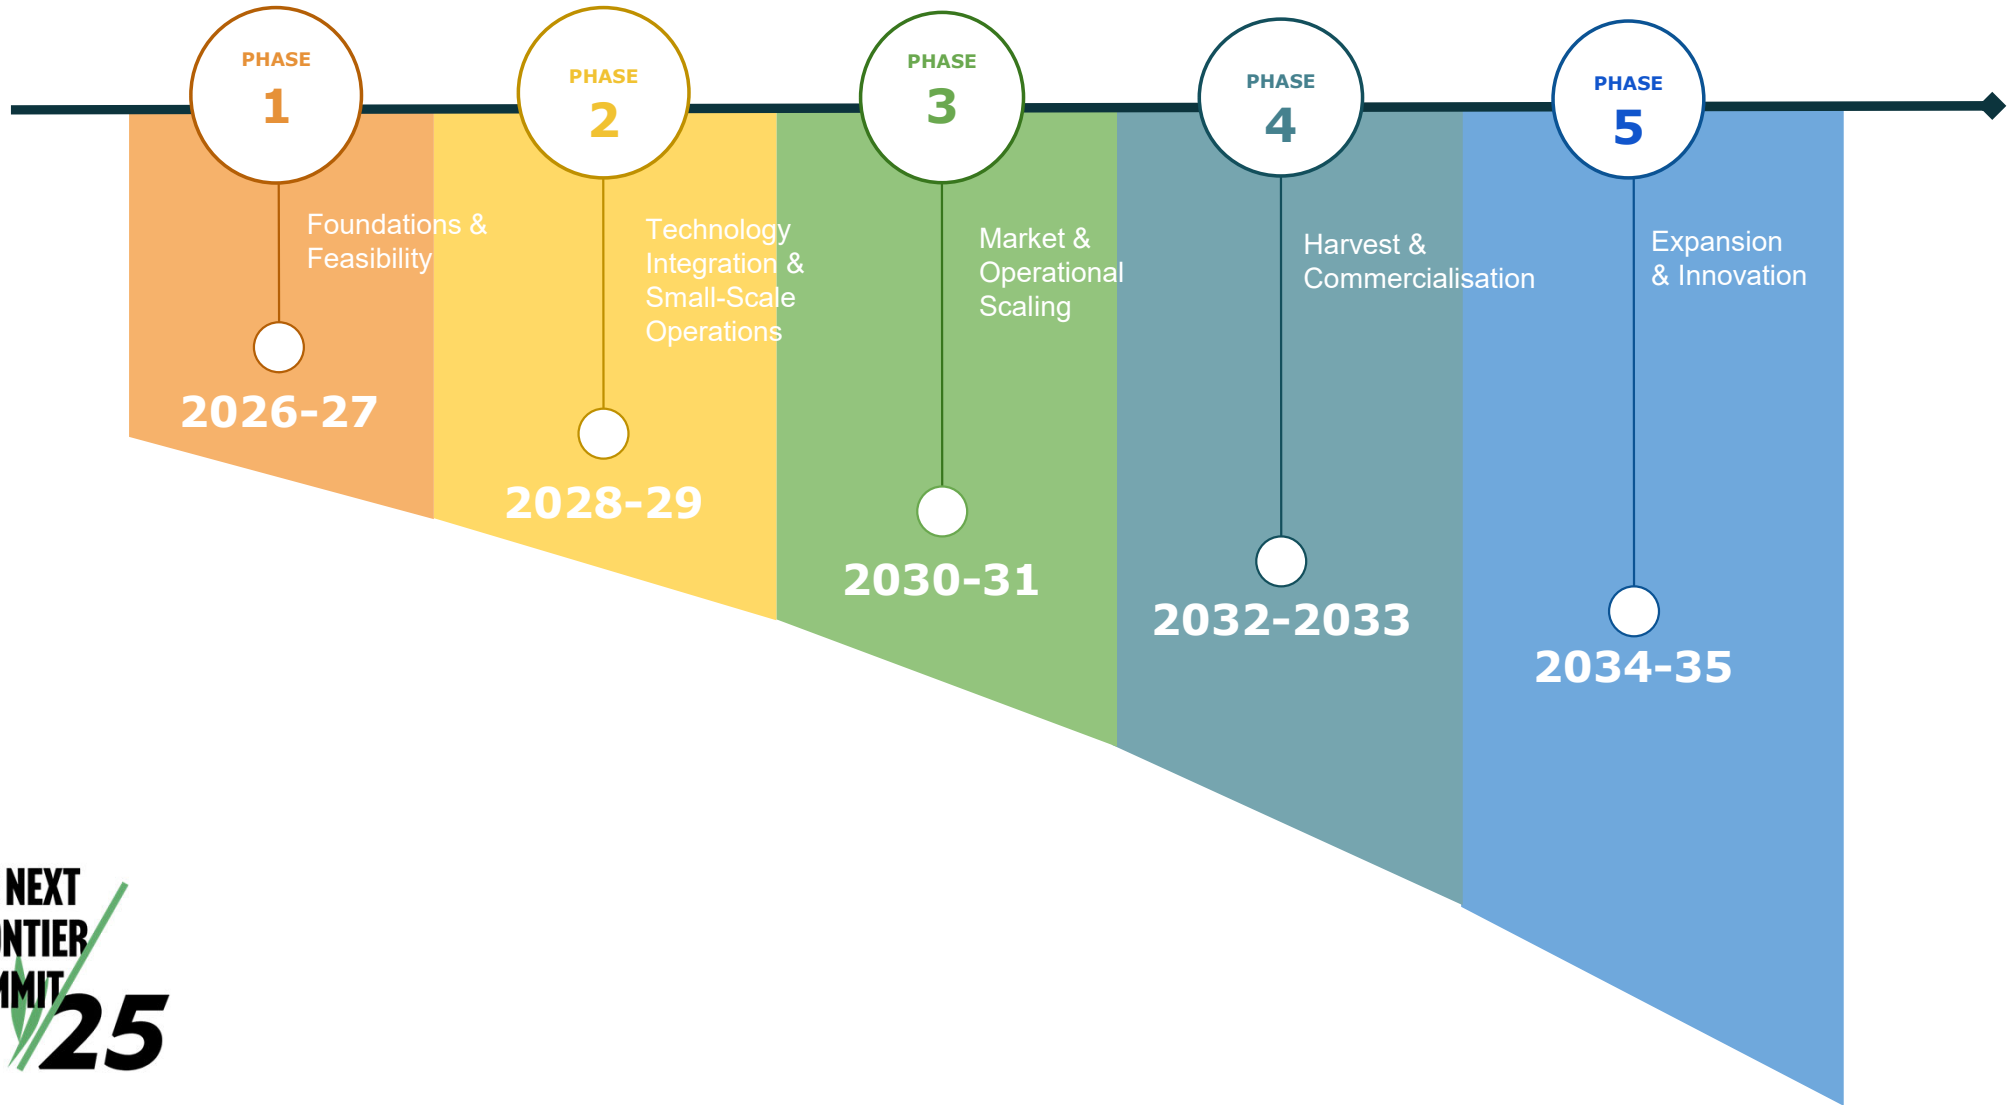 PHASE
1
PHASE
2
PHASE
3
PHASE
4
PHASE
5
Foundations &
Feasibility
Technology
Integration &
Small-Scale
Operations
Market &
Operational
Scaling
Harvest &
Commercialisation
Expansion
& Innovation
2026-27
2028-29
2030-31
2032-2033
2034-35
NEXT
ONTIER
MMIT
25